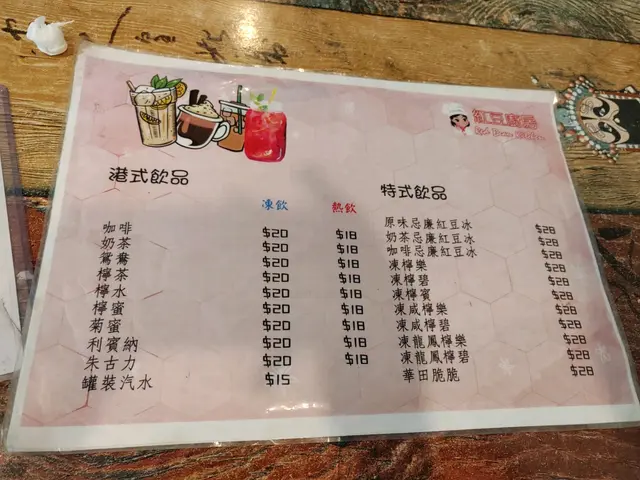 紅豆廚房
Red Bean Kitchen
港式飲品
凍飲 熱飲
咖啡 $20 $18
奶茶 $20 $18
鴛鴦 $20 $18
檸茶 $20 $18
檸水 $20 $18
檸蜜 $20 $18
菊蜜 $20 $18
利賓納 $20 $18
朱古力 $20 $18
罐裝汽水 $15
特式飲品
原味忌廉紅豆冰 $28
奶茶忌廉紅豆冰 $28
咖啡忌廉紅豆冰 $28
凍檸樂 $28
凍檸碧 $28
凍檸賓 $28
凍咸檸樂 $28
凍咸檸碧 $28
凍龍鳳檸樂 $28
凍龍鳳檸碧 $28
華田脆脆 $28